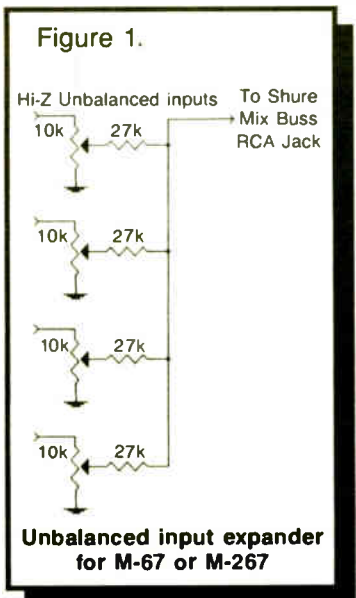 Figure 1.
Hi-Z Unbalanced inputs
To Shure
Mix Buss
RCA Jack
10k
27k
10k
27k
10k
27k
10k
27k
Unbalanced input expander
for M-67 or M-267